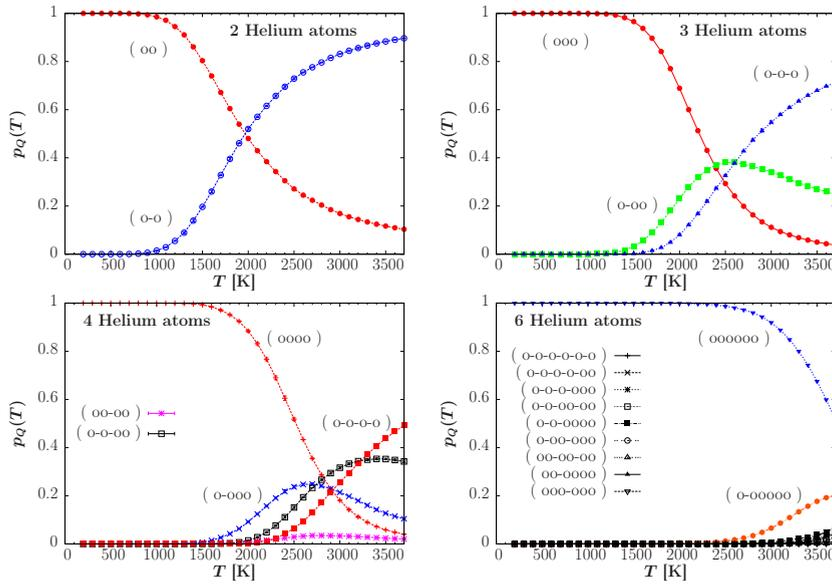 2 Helium atoms
( oo )
( o-o )
p_Q(T)
1
0.8
0.6
0.4
0.2
0
0 500 1000 1500 2000 2500 3000 3500
T [K]
3 Helium atoms
( ooo )
( o-o-o )
( o-oo )
p_Q(T)
1
0.8
0.6
0.4
0.2
0
0 500 1000 1500 2000 2500 3000 3500
T [K]
4 Helium atoms
( oooo )
( oo-oo )
( o-o-oo )
( o-o-o-o )
( o-ooo )
p_Q(T)
1
0.8
0.6
0.4
0.2
0
0 500 1000 1500 2000 2500 3000 3500
T [K]
6 Helium atoms
( oooooo )
( o-o-o-o-o-o )
( o-o-o-o-oo )
( o-o-o-ooo )
( o-o-oo-oo )
( o-o-oooo )
( o-oo-ooo )
( oo-oo-oo )
( oo-oooo )
( ooo-ooo )
( o-ooooo )
p_Q(T)
1
0.8
0.6
0.4
0.2
0
0 500 1000 1500 2000 2500 3000 3500
T [K]